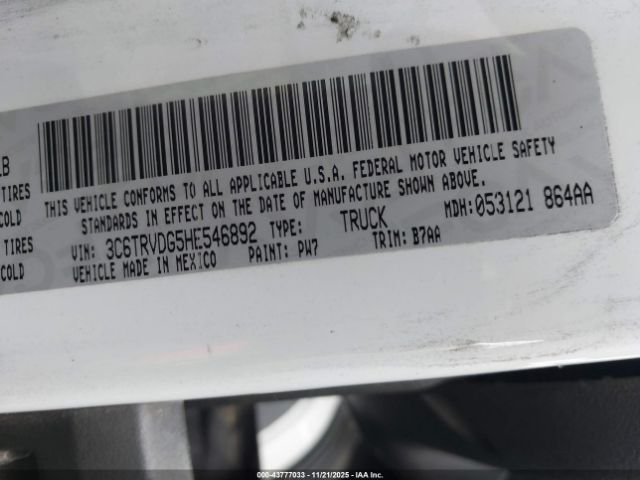 LB
TIRES
COLD
TIRES
COLD
THIS VEHICLE CONFORMS TO ALL APPLICABLE U.S.A. FEDERAL MOTOR VEHICLE SAFETY
STANDARDS IN EFFECT ON THE DATE OF MANUFACTURE SHOWN ABOVE.
VIN: 3C6TRVDG5HE546892 TYPE: TRUCK MDH: 053121 864AA
VEHICLE MADE IN MEXICO PAINT: PW7 TRIM: B7AA
000-43777033 - 11/21/2025 - IAA Inc.